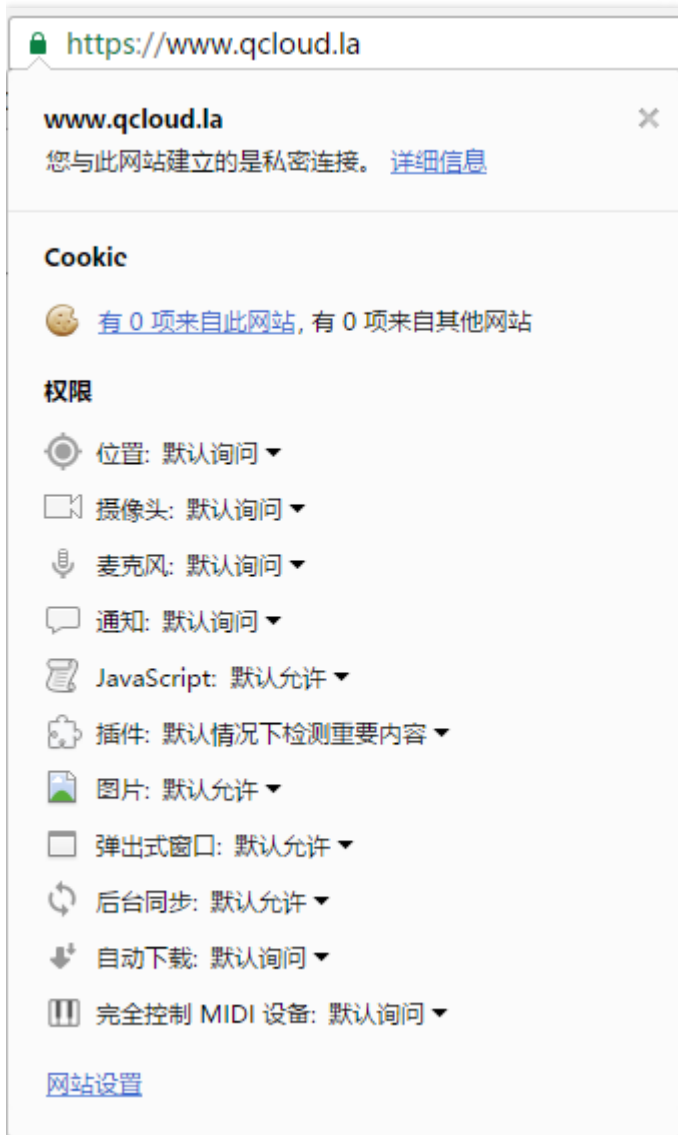 https://www.qcloud.la
www.qcloud.la
您与此网站建立的是私密连接。 详细信息
Cookie
有 0 项来自此网站, 有 0 项来自其他网站
权限
位置: 默认询问
摄像头: 默认询问
麦克风: 默认询问
通知: 默认询问
JavaScript: 默认允许
插件: 默认情况下检测重要内容
图片: 默认允许
弹出式窗口: 默认允许
后台同步: 默认允许
自动下载: 默认询问
完全控制 MIDI 设备: 默认询问
网站设置